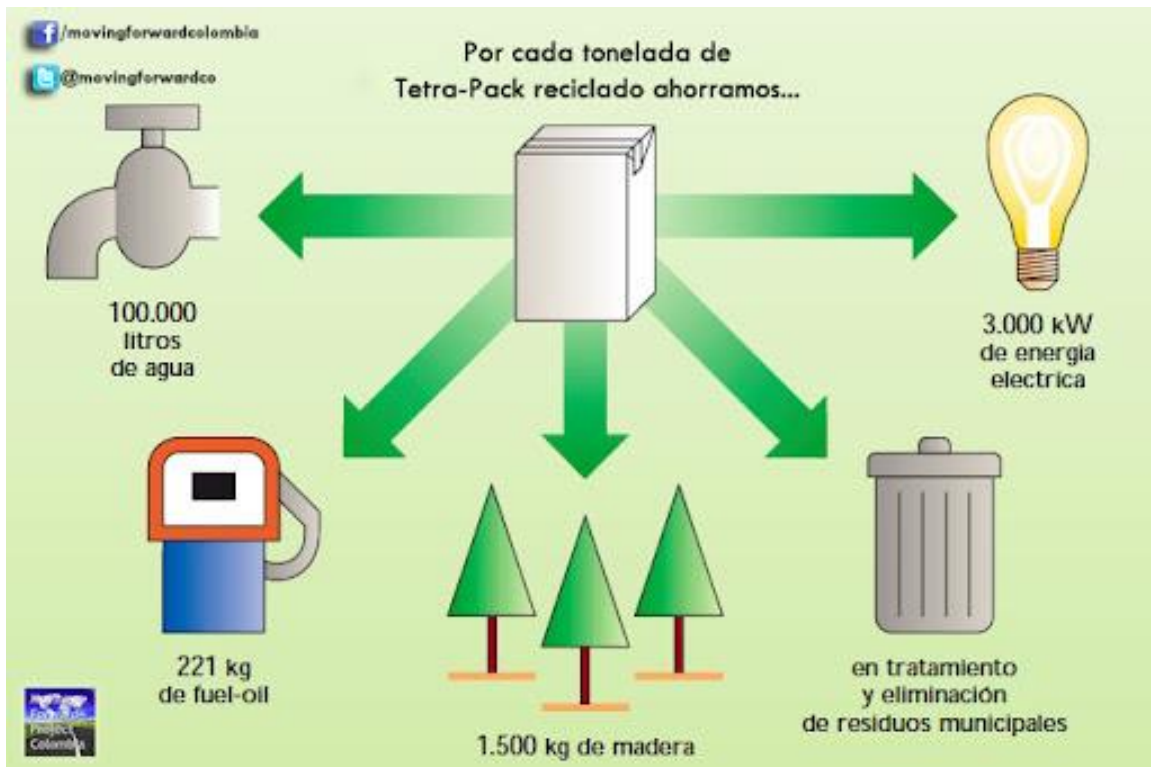 /movingforwardcolombia
@movingforwardco
Por cada tonelada de
Tetra-Pack reciclado ahorramos...
100.000
litros
de agua
3.000 kW
de energia
electrica
221 kg
de fuel-oil
1.500 kg de madera
en tratamiento
y eliminación
de residuos municipales
Project
Colombia